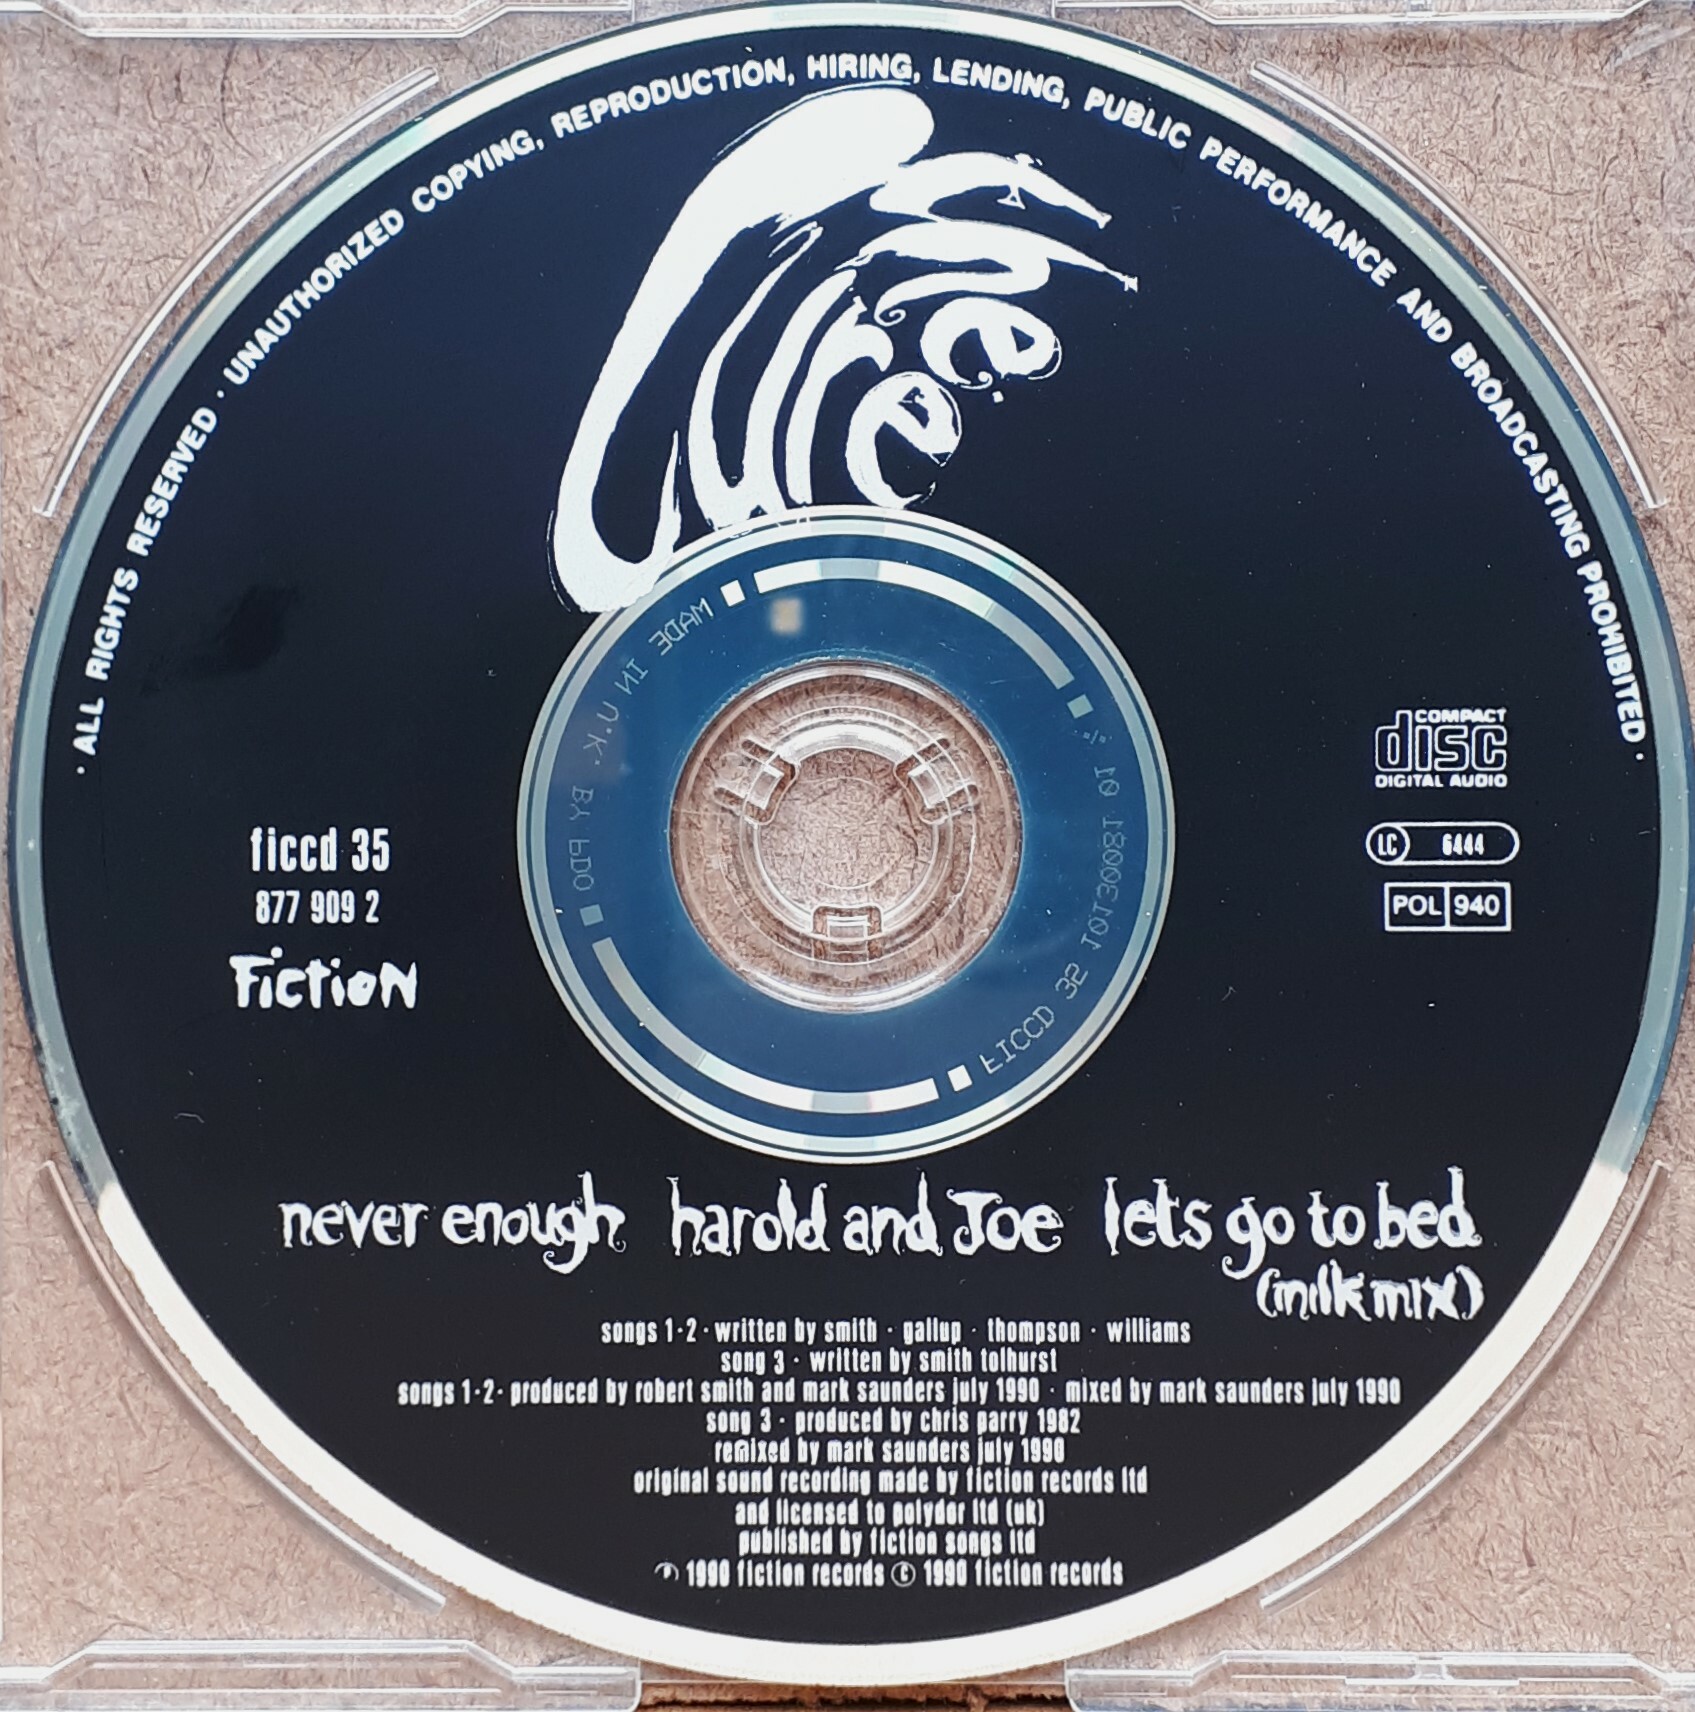 · ALL RIGHTS RESERVED · UNAUTHORIZED COPYING, REPRODUCTION, HIRING, LENDING, PUBLIC PERFORMANCE AND BROADCASTING PROHIBITED ·
The Cure
MADE IN U.K. BY PDO
FICCD 35 10130081 01 %
COMPACT
disc
DIGITAL AUDIO
LC 6444
POL 940
ficcd 35
877 909 2
Fiction
never enough harold and Joe lets go to bed
(milk mix)
songs 1·2 · written by smith · gallup · thompson · williams
song 3 · written by smith tolhurst
songs 1·2 · produced by robert smith and mark saunders july 1990 · mixed by mark saunders july 1990
song 3 · produced by chris parry 1982
remixed by mark saunders july 1990
original sound recording made by fiction records ltd
and licensed to polydor ltd (uk)
published by fiction songs ltd
℗ 1990 fiction records © 1990 fiction records